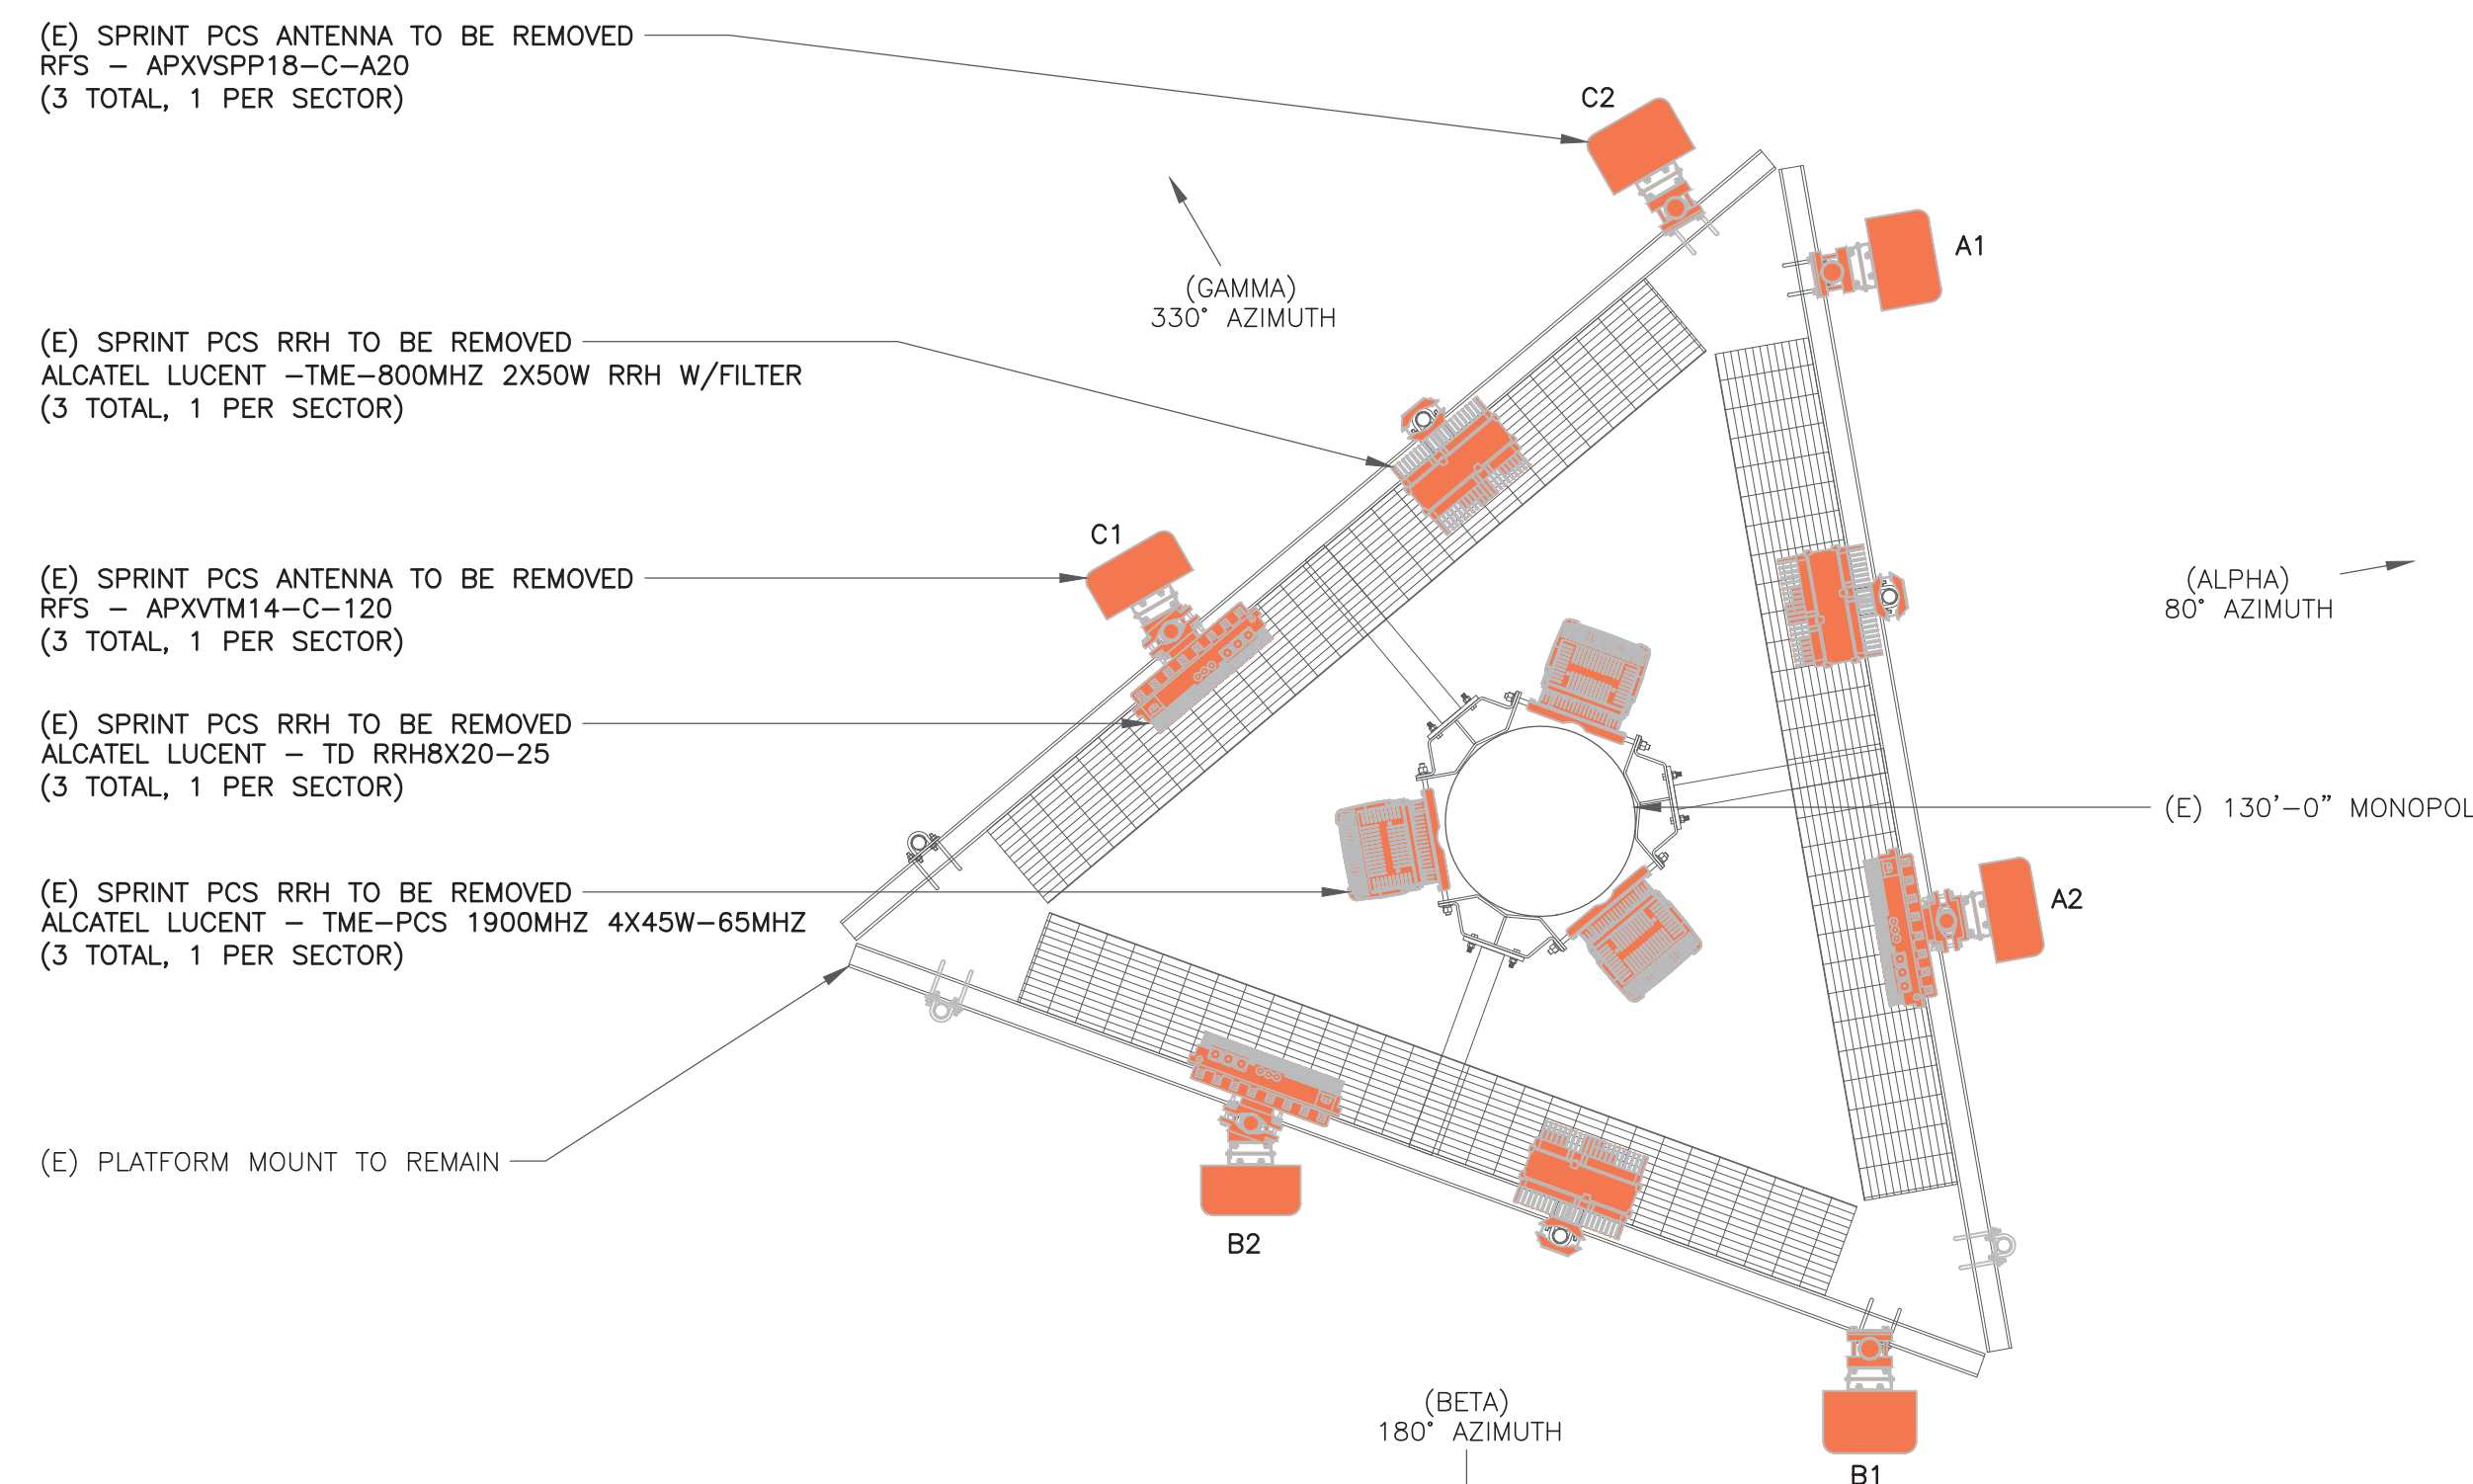 (E) SPRINT PCS ANTENNA TO BE REMOVED
RFS - APXVSPP18-C-A20
(3 TOTAL, 1 PER SECTOR)
C2
A1
(GAMMA)
330° AZIMUTH
(E) SPRINT PCS RRH TO BE REMOVED
ALCATEL LUCENT -TME-800MHZ 2X50W RRH W/FILTER
(3 TOTAL, 1 PER SECTOR)
C1
(E) SPRINT PCS ANTENNA TO BE REMOVED
RFS - APXVTM14-C-120
(3 TOTAL, 1 PER SECTOR)
(ALPHA)
80° AZIMUTH
(E) SPRINT PCS RRH TO BE REMOVED
ALCATEL LUCENT - TD RRH8X20-25
(3 TOTAL, 1 PER SECTOR)
(E) 130'-0" MONOPOL
(E) SPRINT PCS RRH TO BE REMOVED
ALCATEL LUCENT - TME-PCS 1900MHZ 4X45W-65MHZ
(3 TOTAL, 1 PER SECTOR)
A2
(E) PLATFORM MOUNT TO REMAIN
B2
(BETA)
180° AZIMUTH
B1